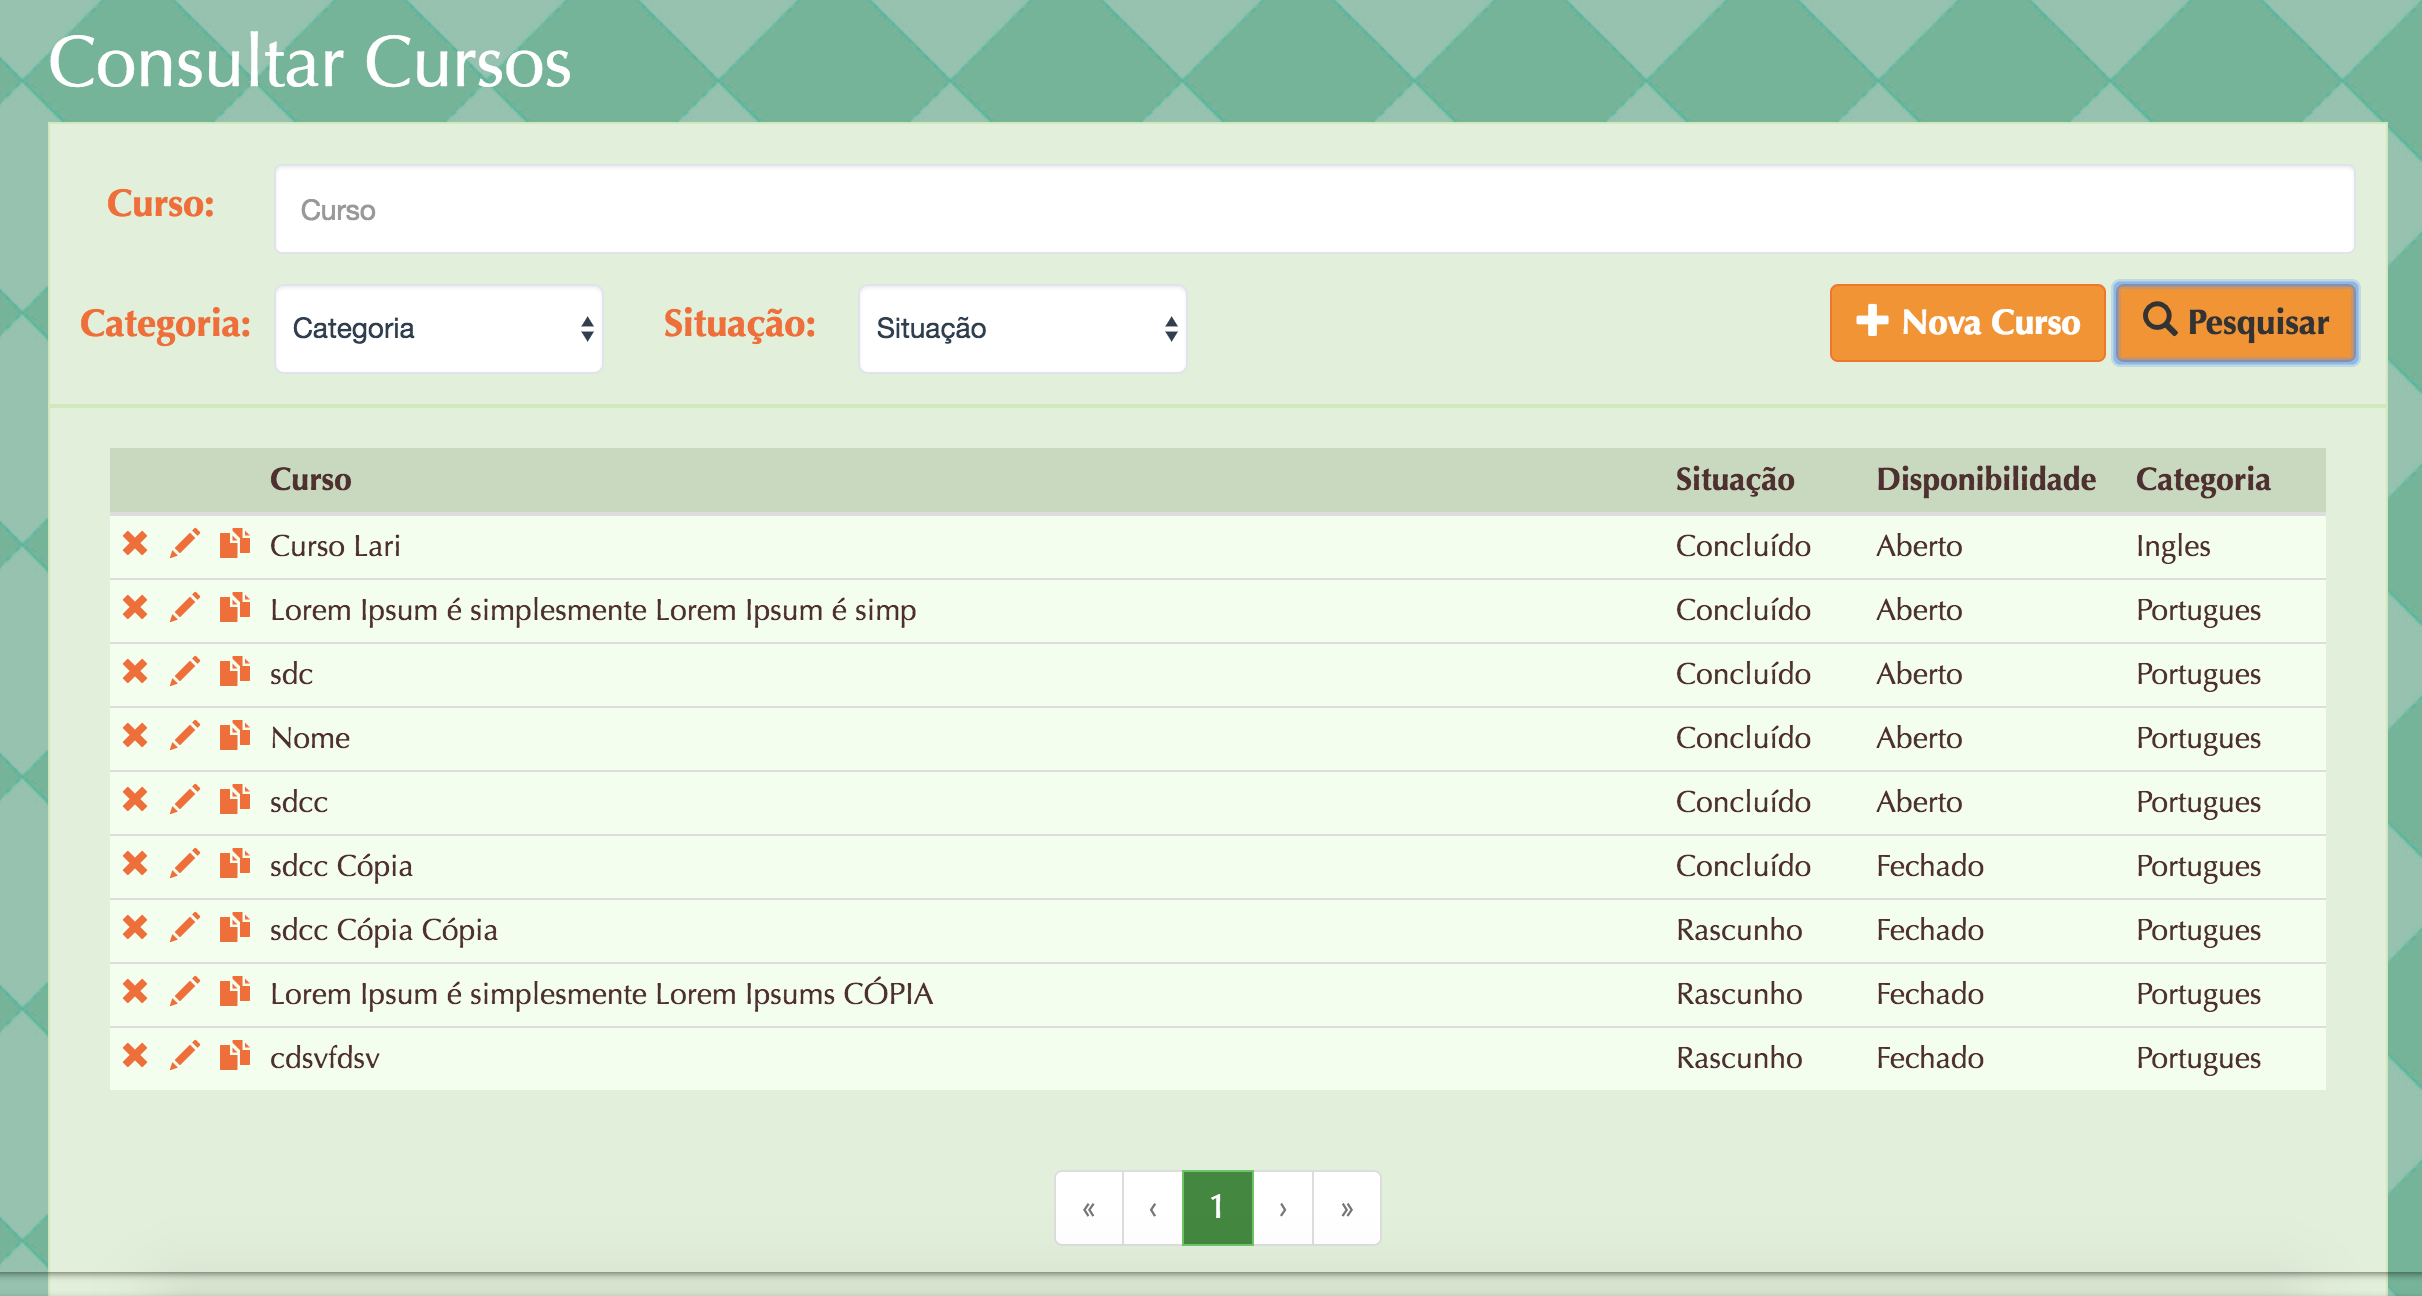 Consultar Cursos
Curso: Curso
Categoria: Categoria Situação: Situação Nova Curso Pesquisar
Curso Situação Disponibilidade Categoria
Curso Lari Concluído Aberto Ingles
Lorem Ipsum é simplesmente Lorem Ipsum é simp Concluído Aberto Portugues
sdc Concluído Aberto Portugues
Nome Concluído Aberto Portugues
sdcc Concluído Aberto Portugues
sdcc Cópia Concluído Fechado Portugues
sdcc Cópia Cópia Rascunho Fechado Portugues
Lorem Ipsum é simplesmente Lorem Ipsums CÓPIA Rascunho Fechado Portugues
cdsvfdsv Rascunho Fechado Portugues
« ‹ 1 › »